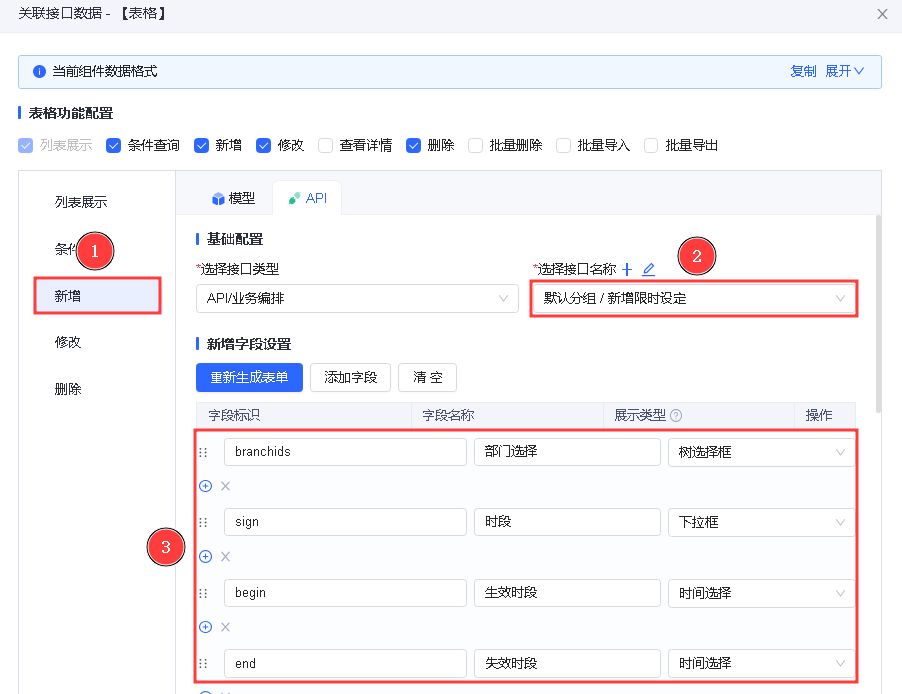 关联接口数据 - 【表格】
当前组件数据格式 复制 展开
表格功能配置
列表展示 条件查询 新增 修改 查看详情 删除 批量删除 批量导入 批量导出
列表展示
条件
新增
修改
删除
1
模型 API
基础配置
*选择接口类型 *选择接口名称
2
API/业务编排 默认分组 / 新增限时设定
新增字段设置
重新生成表单 添加字段 清 空
字段标识 字段名称 展示类型 操作
branchids 部门选择 树选择框
sign 时段 下拉框
3
begin 生效时段 时间选择
end 失效时段 时间选择